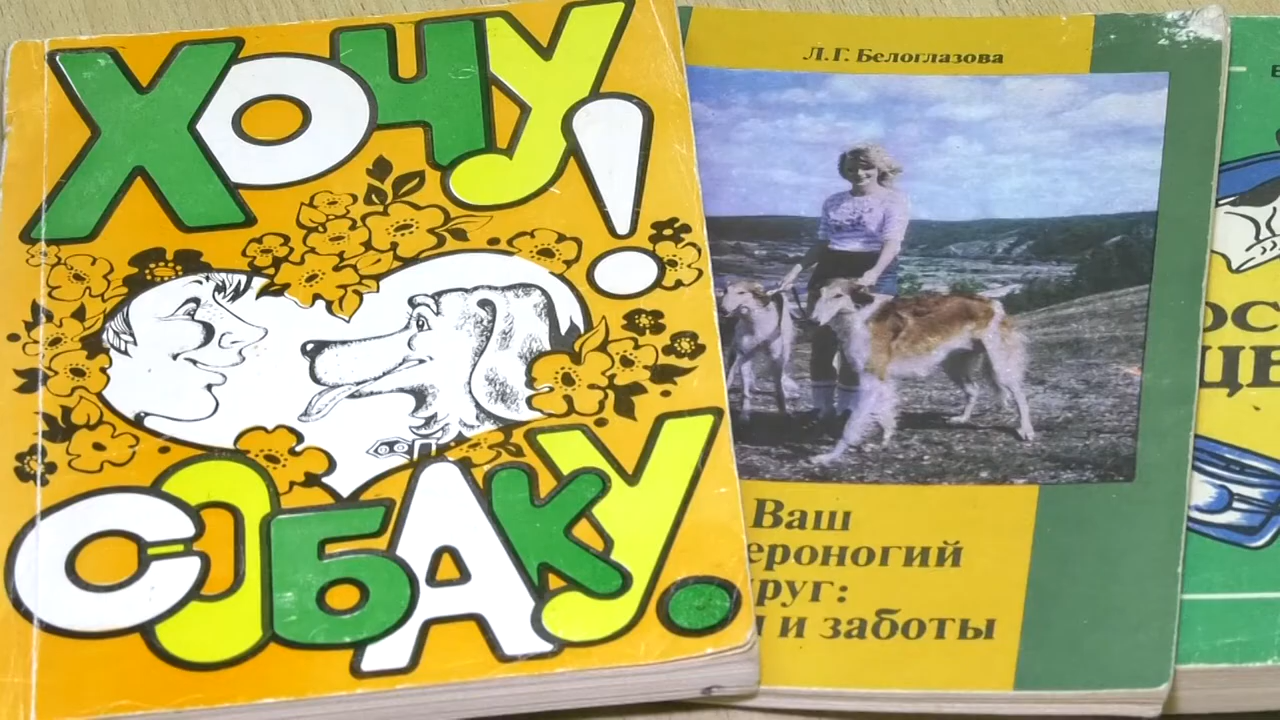 Хочу!
собаку.
Л. Г. Белоглазова
Ваш
ероногий
руг:
и заботы